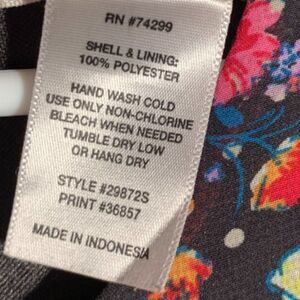 RN #74299
SHELL & LINING:
100% POLYESTER
HAND WASH COLD
USE ONLY NON-CHLORINE
BLEACH WHEN NEEDED
TUMBLE DRY LOW
OR HANG DRY
STYLE #29872S
PRINT #36857
MADE IN INDONESIA